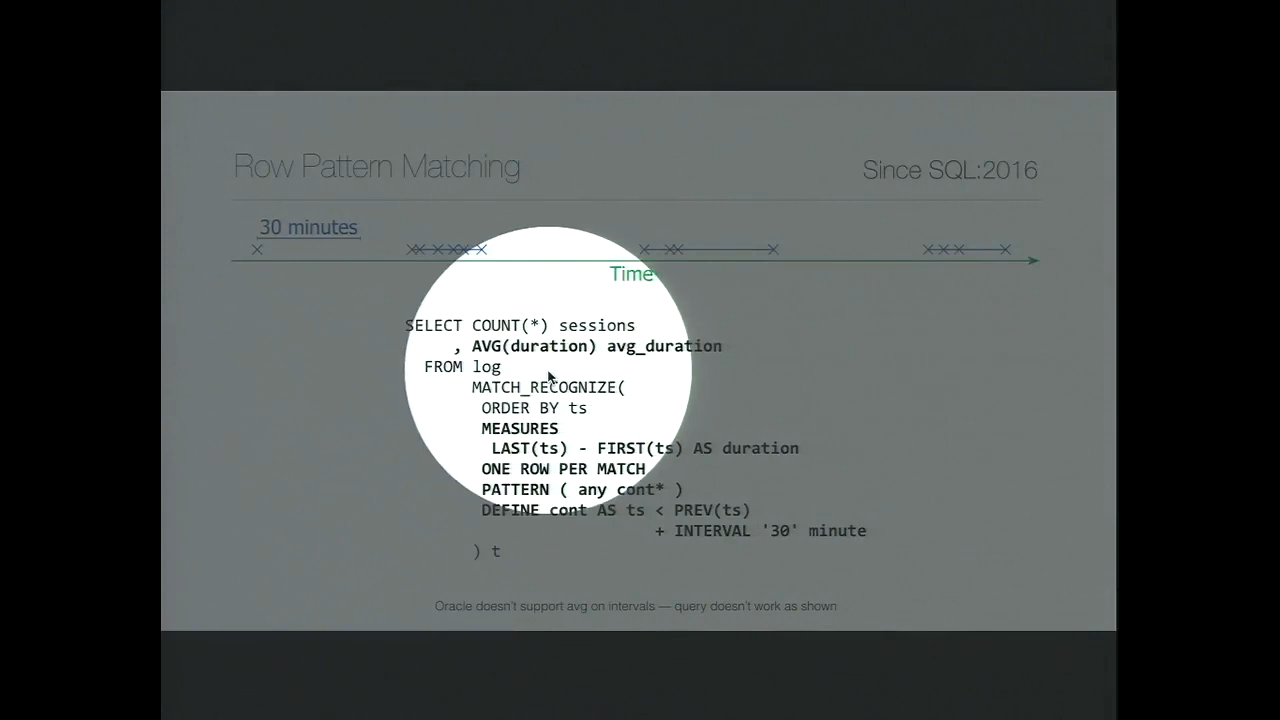 Row Pattern Matching
Since SQL:2016
30 minutes
Time
SELECT COUNT(*) sessions
, AVG(duration) avg_duration
FROM log
MATCH_RECOGNIZE(
ORDER BY ts
MEASURES
LAST(ts) - FIRST(ts) AS duration
ONE ROW PER MATCH
PATTERN ( any cont* )
DEFINE cont AS ts < PREV(ts)
+ INTERVAL '30' minute
) t
Oracle doesn't support avg on intervals — query doesn't work as shown